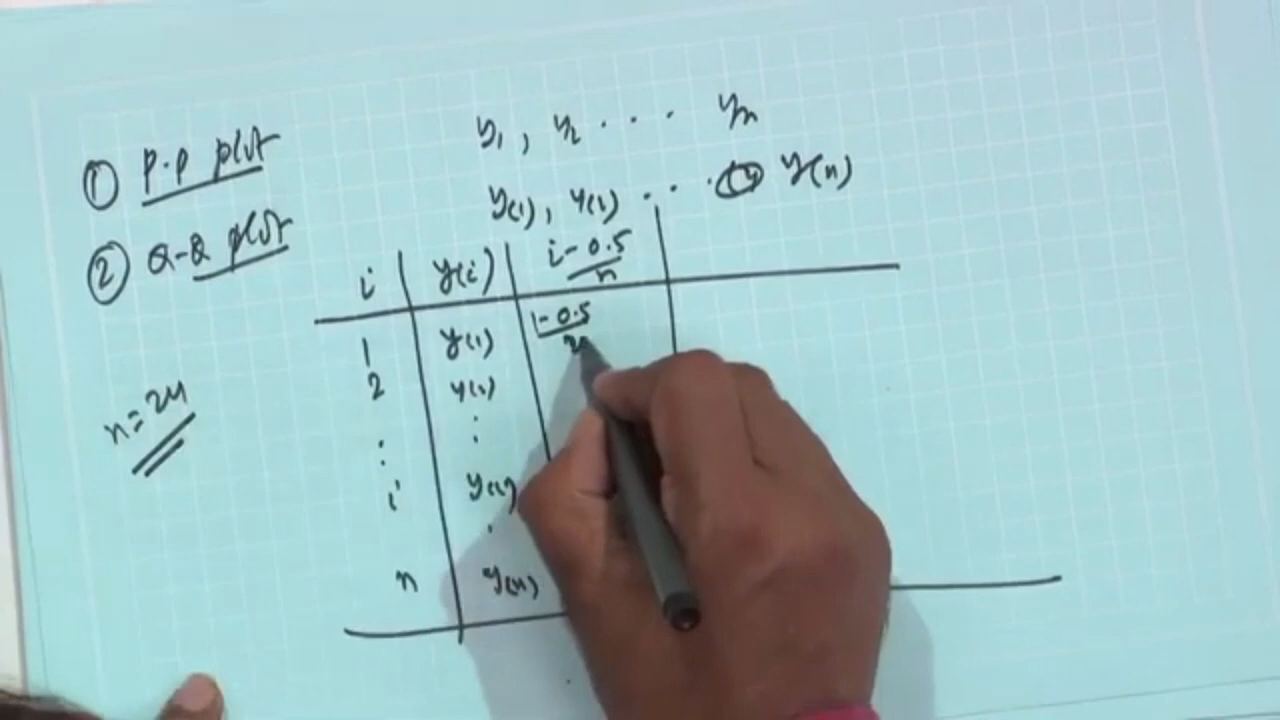 ① P-P plot
② Q-Q plot
n=24
y1, y2 . . . yn
y(1), y(2) . . . y(n)
i | y(i) | i-0.5/n
1 | y(1) | 1-0.5
2 | y(2)
⋮ | ⋮
i | y(i)
n | y(n)